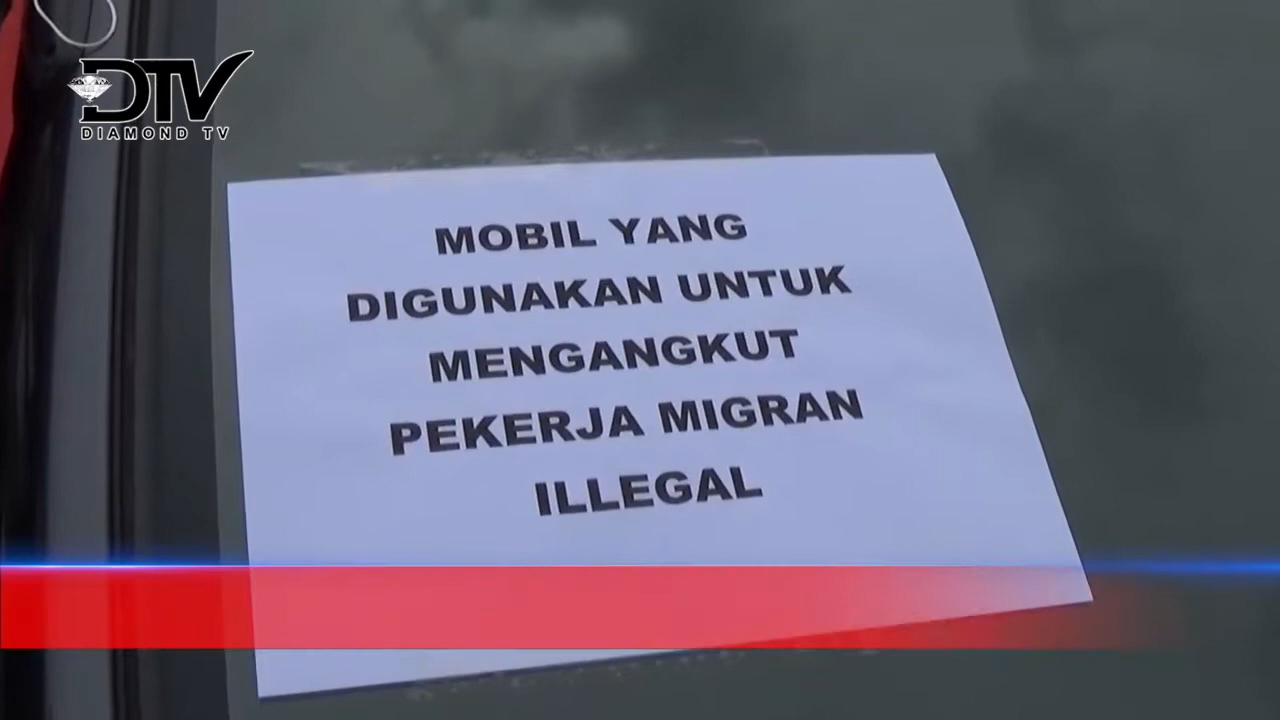 DTV
DIAMOND TV
MOBIL YANG
DIGUNAKAN UNTUK
MENGANGKUT
PEKERJA MIGRAN
ILLEGAL